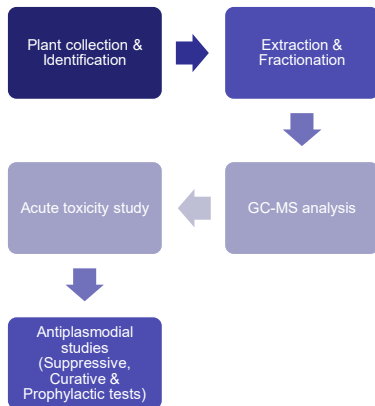 Plant collection &
Identification
Extraction &
Fractionation
GC-MS analysis
Acute toxicity study
Antiplasmodial
studies
(Suppressive,
Curative &
Prophylactic tests)